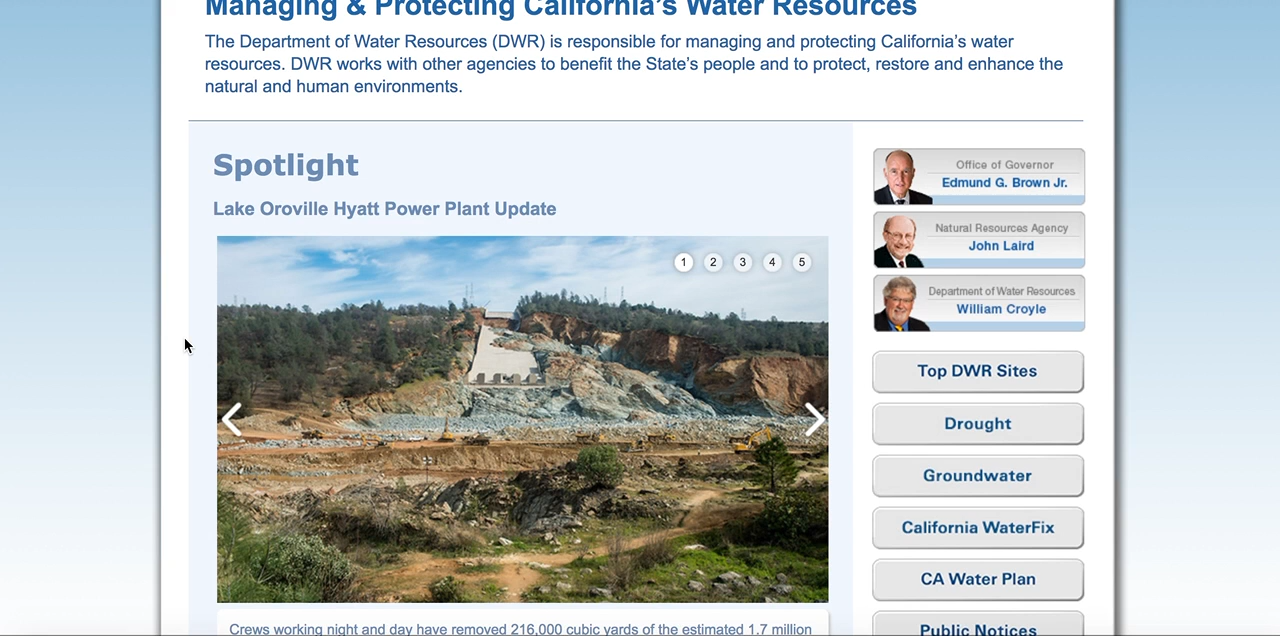 Managing & Protecting California's Water Resources
The Department of Water Resources (DWR) is responsible for managing and protecting California's water
resources. DWR works with other agencies to benefit the State's people and to protect, restore and enhance the
natural and human environments.
Spotlight
Lake Oroville Hyatt Power Plant Update
1 2 3 4 5
Crews working night and day have removed 216,000 cubic yards of the estimated 1.7 million
Office of Governor
Edmund G. Brown Jr.
Natural Resources Agency
John Laird
Department of Water Resources
William Croyle
Top DWR Sites
Drought
Groundwater
California WaterFix
CA Water Plan
Public Notices